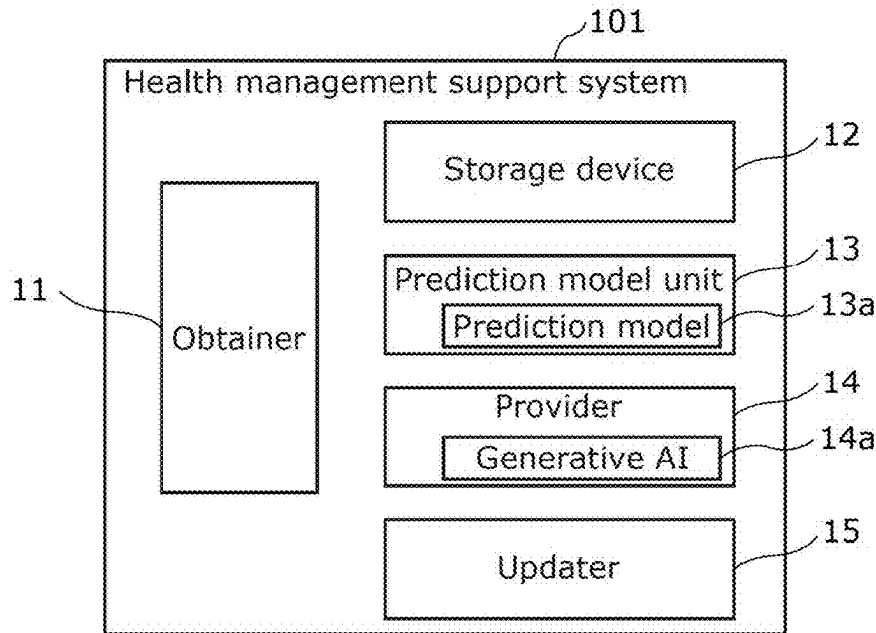 101
Health management support system
12
Storage device
13
Prediction model unit
13a
Prediction model
11
Obtainer
14
Provider
14a
Generative AI
15
Updater